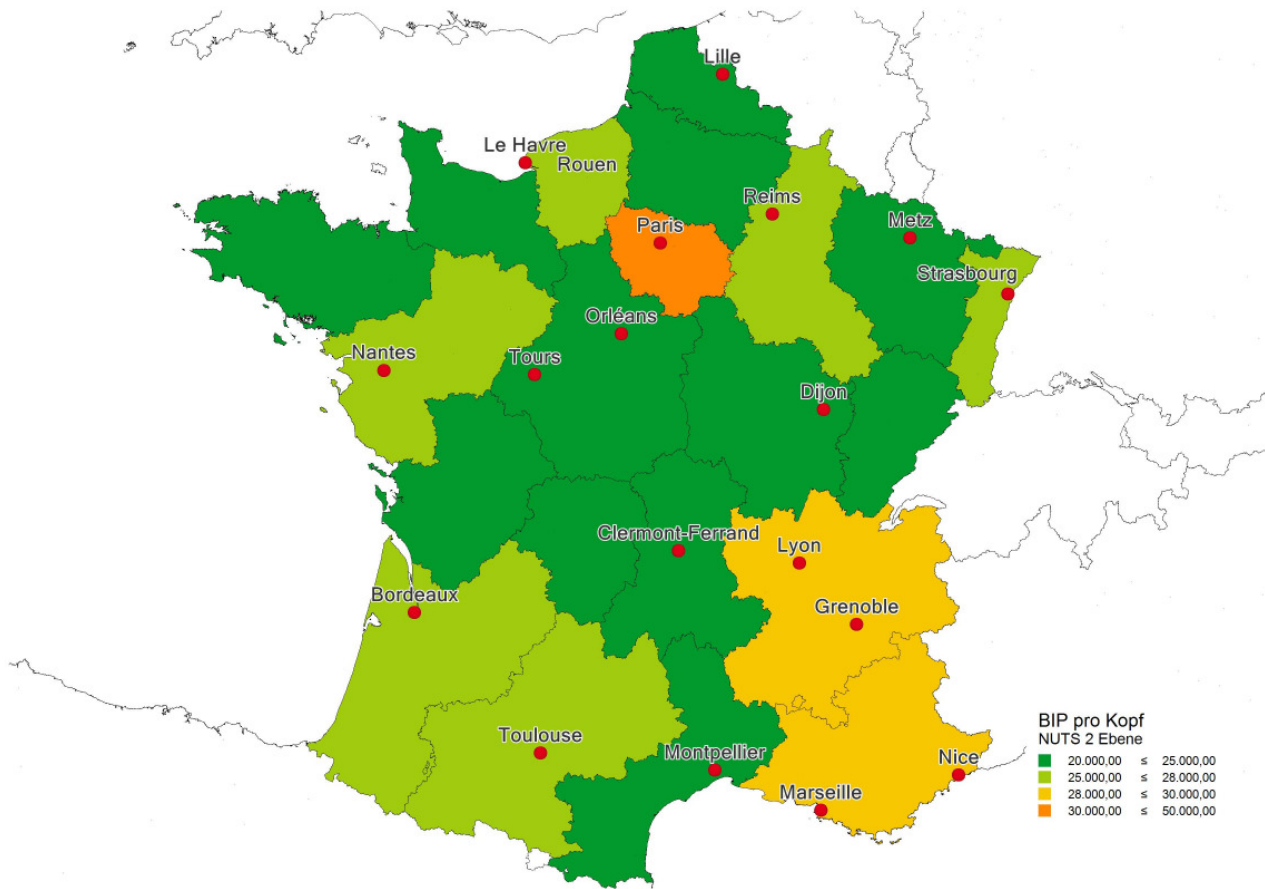 Lille
Le Havre
Rouen
Reims
Paris
Metz
Strasbourg
Orléans
Nantes
Tours
Dijon
Clermont-Ferrand
Lyon
Bordeaux
Grenoble
Toulouse
Montpellier
Nice
Marseille
BIP pro Kopf
NUTS 2 Ebene
20.000,00 ≤ 25.000,00
25.000,00 ≤ 28.000,00
28.000,00 ≤ 30.000,00
30.000,00 ≤ 50.000,00